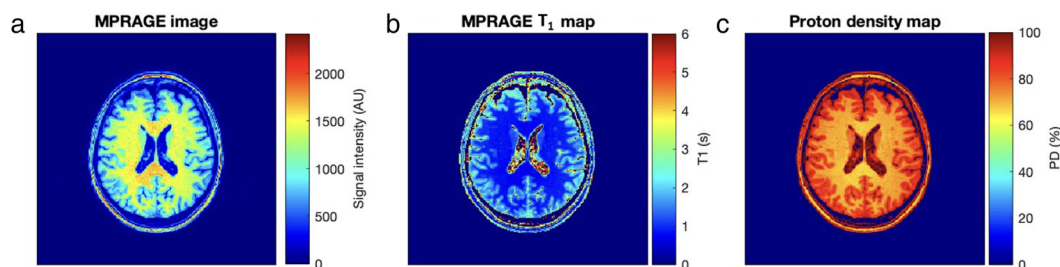 a
MPRAGE image
2000
1500
1000
500
0
Signal intensity (AU)
b
MPRAGE T₁ map
6
5
4
3
2
1
0
T1 (s)
c
Proton density map
100
80
60
40
20
0
PD (%)